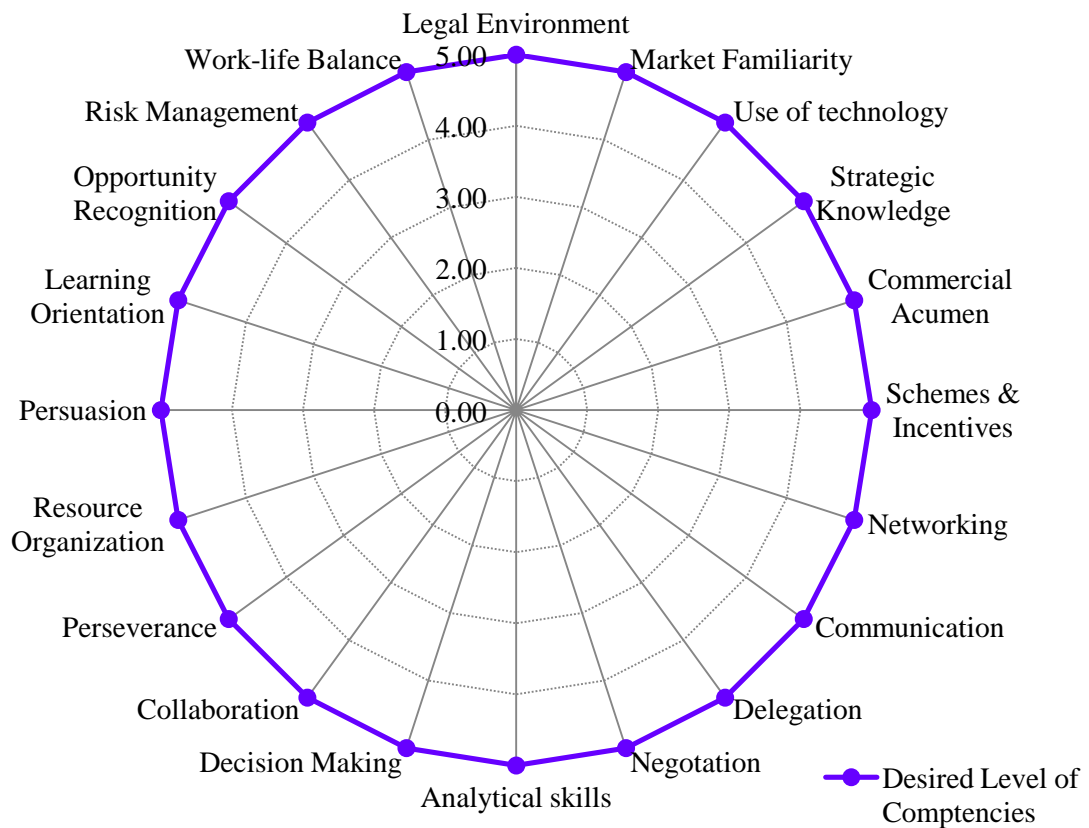 Legal Environment
Market Familiarity
Use of technology
Strategic
Knowledge
Commercial
Acumen
Schemes &
Incentives
Networking
Communication
Delegation
Negotation
Analytical skills
Decision Making
Collaboration
Perseverance
Resource
Organization
Persuasion
Learning
Orientation
Opportunity
Recognition
Risk Management
Work-life Balance
5.00
4.00
3.00
2.00
1.00
0.00
Desired Level of
Comptencies